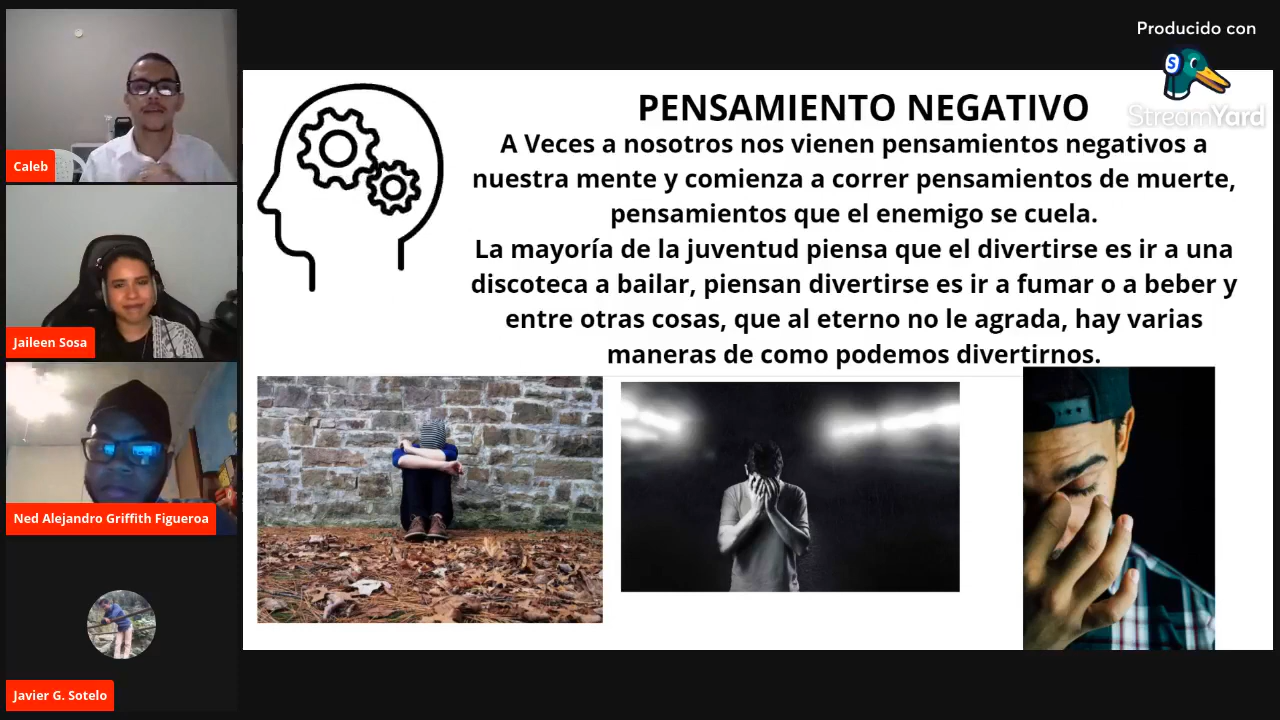 Producido con
S
StreamYard
PENSAMIENTO NEGATIVO
A Veces a nosotros nos vienen pensamientos negativos a
nuestra mente y comienza a correr pensamientos de muerte,
pensamientos que el enemigo se cuela.
La mayoría de la juventud piensa que el divertirse es ir a una
discoteca a bailar, piensan divertirse es ir a fumar o a beber y
entre otras cosas, que al eterno no le agrada, hay varias
maneras de como podemos divertirnos.
Caleb
Jaileen Sosa
Ned Alejandro Griffith Figueroa
Javier G. Sotelo